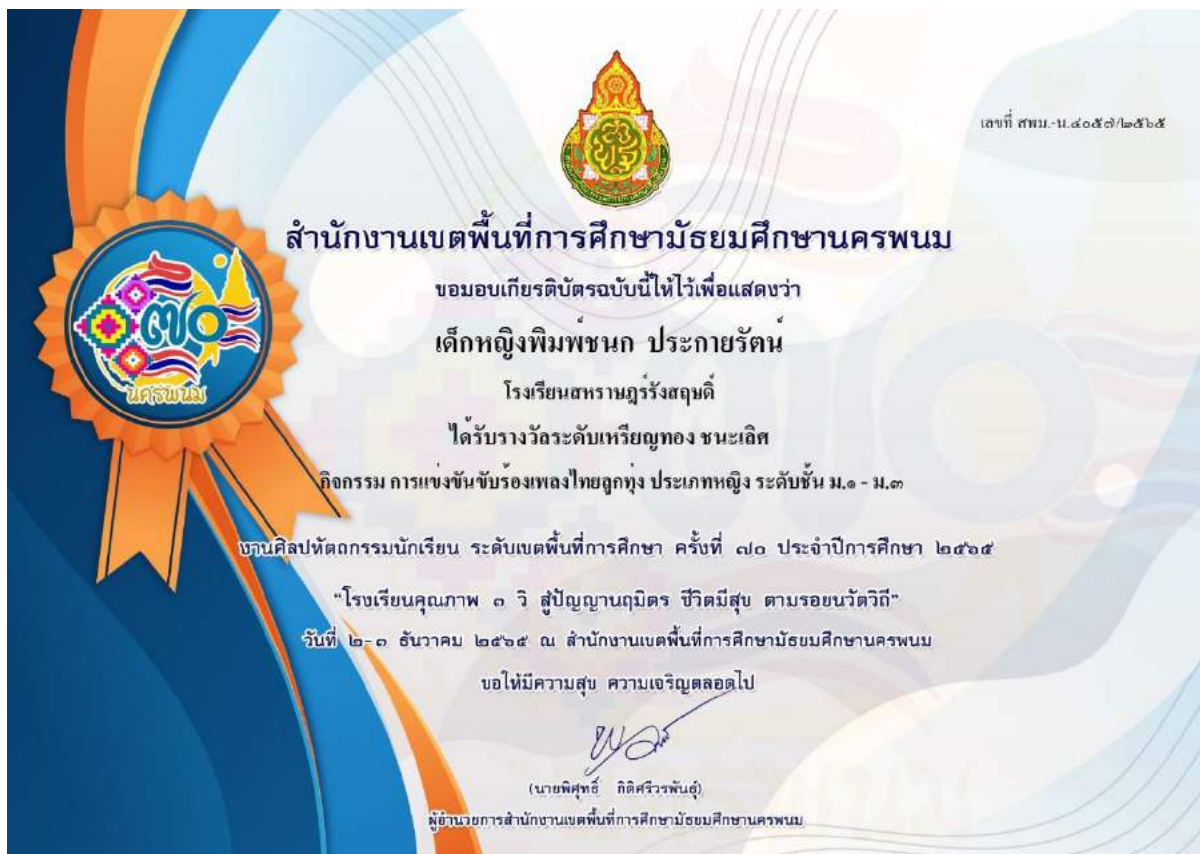 เลขที่ สพม.-น.๔๐๕๗/๒๕๖๕
สำนักงานเขตพื้นที่การศึกษามัธยมศึกษานครพนม
ขอมอบเกียรติบัตรฉบับนี้ให้ไว้เพื่อแสดงว่า
เด็กหญิงพิมพ์ชนก ประกายรัตน์
โรงเรียนสหราษฎร์รังสฤษดิ์
ได้รับรางวัลระดับเหรียญทอง ชนะเลิศ
กิจกรรม การแข่งขันขับร้องเพลงไทยลูกทุ่ง ประเภทหญิง ระดับชั้น ม.๑ - ม.๓
งานศิลปหัตถกรรมนักเรียน ระดับเขตพื้นที่การศึกษา ครั้งที่ ๗๐ ประจำปีการศึกษา ๒๕๖๕
“โรงเรียนคุณภาพ ๓ วิ สู่ปัญญานฤมิตร ชีวิตมีสุข ตามรอยนวัตวิถี”
วันที่ ๒-๓ ธันวาคม ๒๕๖๕ ณ สำนักงานเขตพื้นที่การศึกษามัธยมศึกษานครพนม
ขอให้มีความสุข ความเจริญตลอดไป
(นายพิศุทธิ์ กิติศรีวรพันธุ์)
ผู้อำนวยการสำนักงานเขตพื้นที่การศึกษามัธยมศึกษานครพนม
๗๐
นครพนม